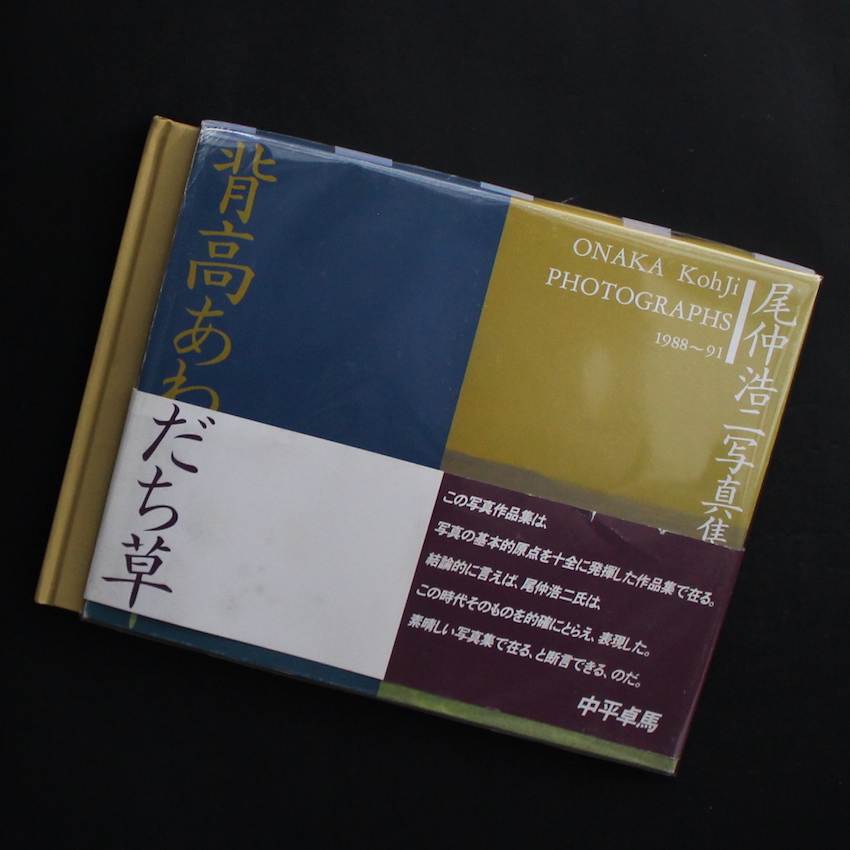 背高あわだち草
ONAKA KohJi
PHOTOGRAPHS
1988〜91
尾仲浩二写真集
この写真作品集は、
写真の基本的原点を十全に発揮した作品集で在る。
結論的に言えば、尾仲浩二氏は、
この時代そのものを的確にとらえ、表現した。
素晴しい写真集で在る、と断言できる、のだ。
中平卓馬